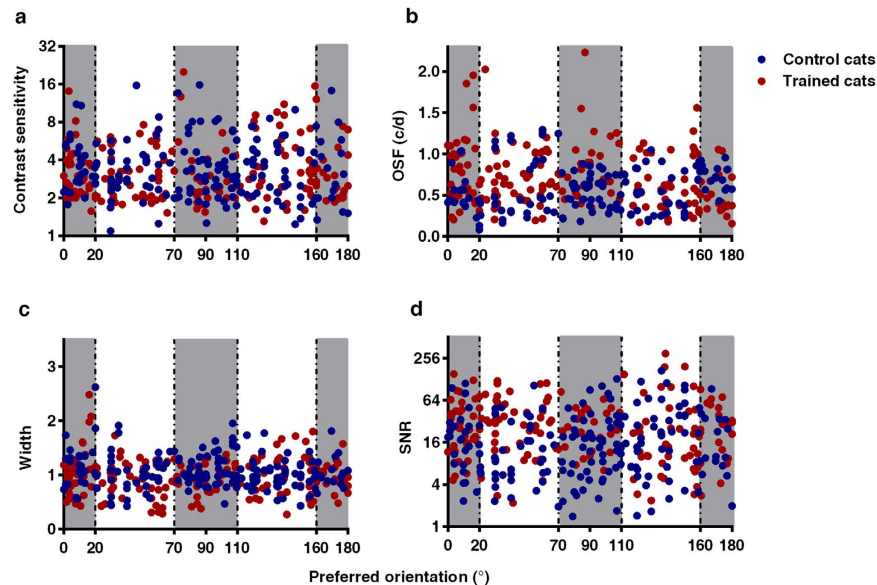 a
Contrast sensitivity
32
16
8
4
2
1
0 20 70 90 110 160 180
b
OSF (c/d)
2.0
1.5
1.0
0.5
0.0
0 20 70 90 110 160 180
Control cats
Trained cats
c
Width
3
2
1
0
0 20 70 90 110 160 180
d
SNR
256
64
16
4
1
0 20 70 90 110 160 180
Preferred orientation (°)